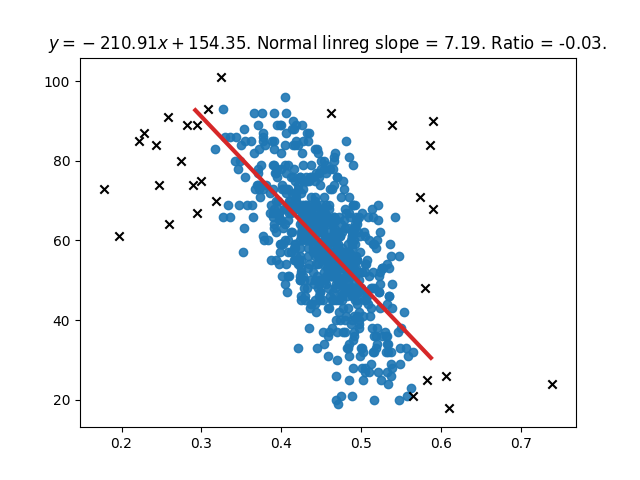 y = − 210.91x + 154.35. Normal linreg slope = 7.19. Ratio = -0.03.
100
80
60
40
20
0.2 0.3 0.4 0.5 0.6 0.7